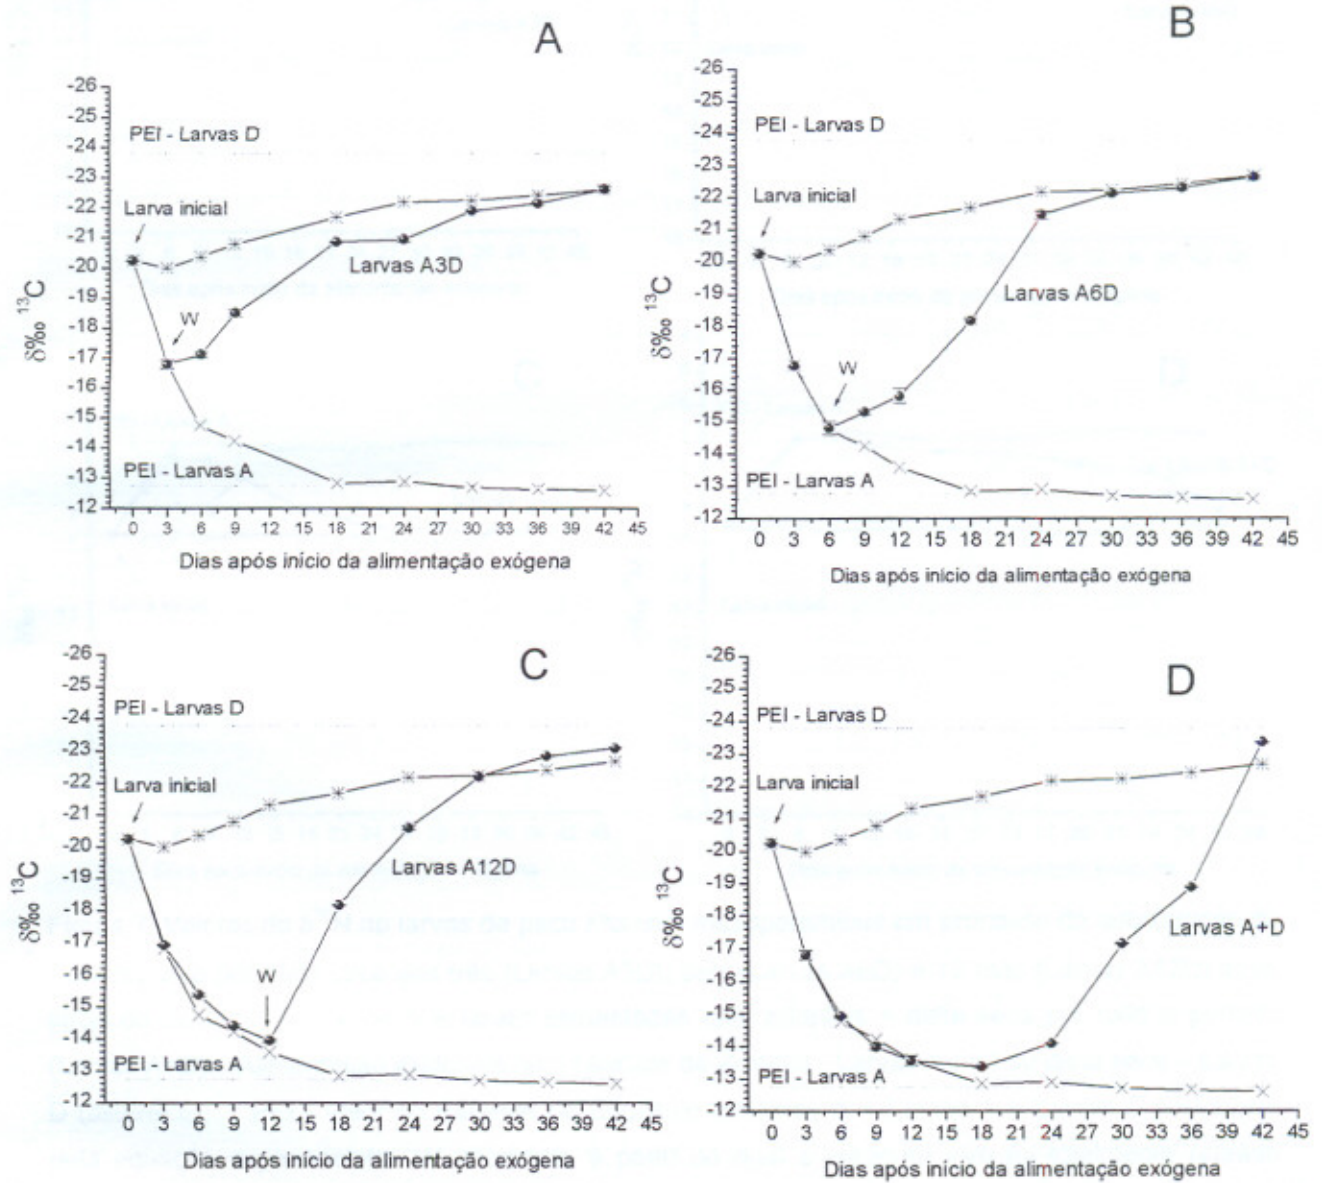 A
-26
-25
-24
-23
-22
-21
-20
-19
-18
-17
-16
-15
-14
-13
-12
δ‰ ¹³C
PEI - Larvas D
Larva inicial
Larvas A3D
W
PEI - Larvas A
0 3 6 9 12 15 18 21 24 27 30 33 36 39 42 45
Dias após início da alimentação exógena
B
-26
-25
-24
-23
-22
-21
-20
-19
-18
-17
-16
-15
-14
-13
-12
δ‰ ¹³C
PEI - Larvas D
Larva inicial
Larvas A6D
W
PEI - Larvas A
0 3 6 9 12 15 18 21 24 27 30 33 36 39 42 45
Dias após início da alimentação exógena
C
-26
-25
-24
-23
-22
-21
-20
-19
-18
-17
-16
-15
-14
-13
-12
δ‰ ¹³C
PEI - Larvas D
Larva inicial
Larvas A12D
W
PEI - Larvas A
0 3 6 9 12 15 18 21 24 27 30 33 36 39 42 45
Dias após início da alimentação exógena
D
-26
-25
-24
-23
-22
-21
-20
-19
-18
-17
-16
-15
-14
-13
-12
δ‰ ¹³C
PEI - Larvas D
Larva inicial
Larvas A+D
PEI - Larvas A
0 3 6 9 12 15 18 21 24 27 30 33 36 39 42 45
Dias após início da alimentação exógena